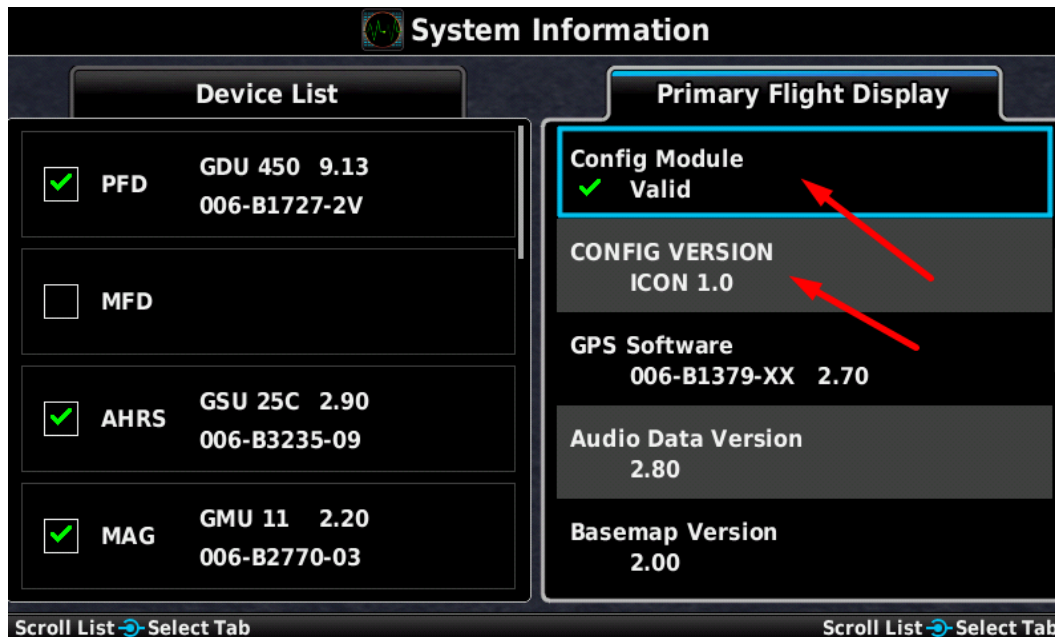 System Information
Device List
PFD
GDU 450 9.13
006-B1727-2V
MFD
AHRS
GSU 25C 2.90
006-B3235-09
MAG
GMU 11 2.20
006-B2770-03
Primary Flight Display
Config Module
Valid
CONFIG VERSION
ICON 1.0
GPS Software
006-B1379-XX 2.70
Audio Data Version
2.80
Basemap Version
2.00
Scroll List Select Tab
Scroll List Select Tab